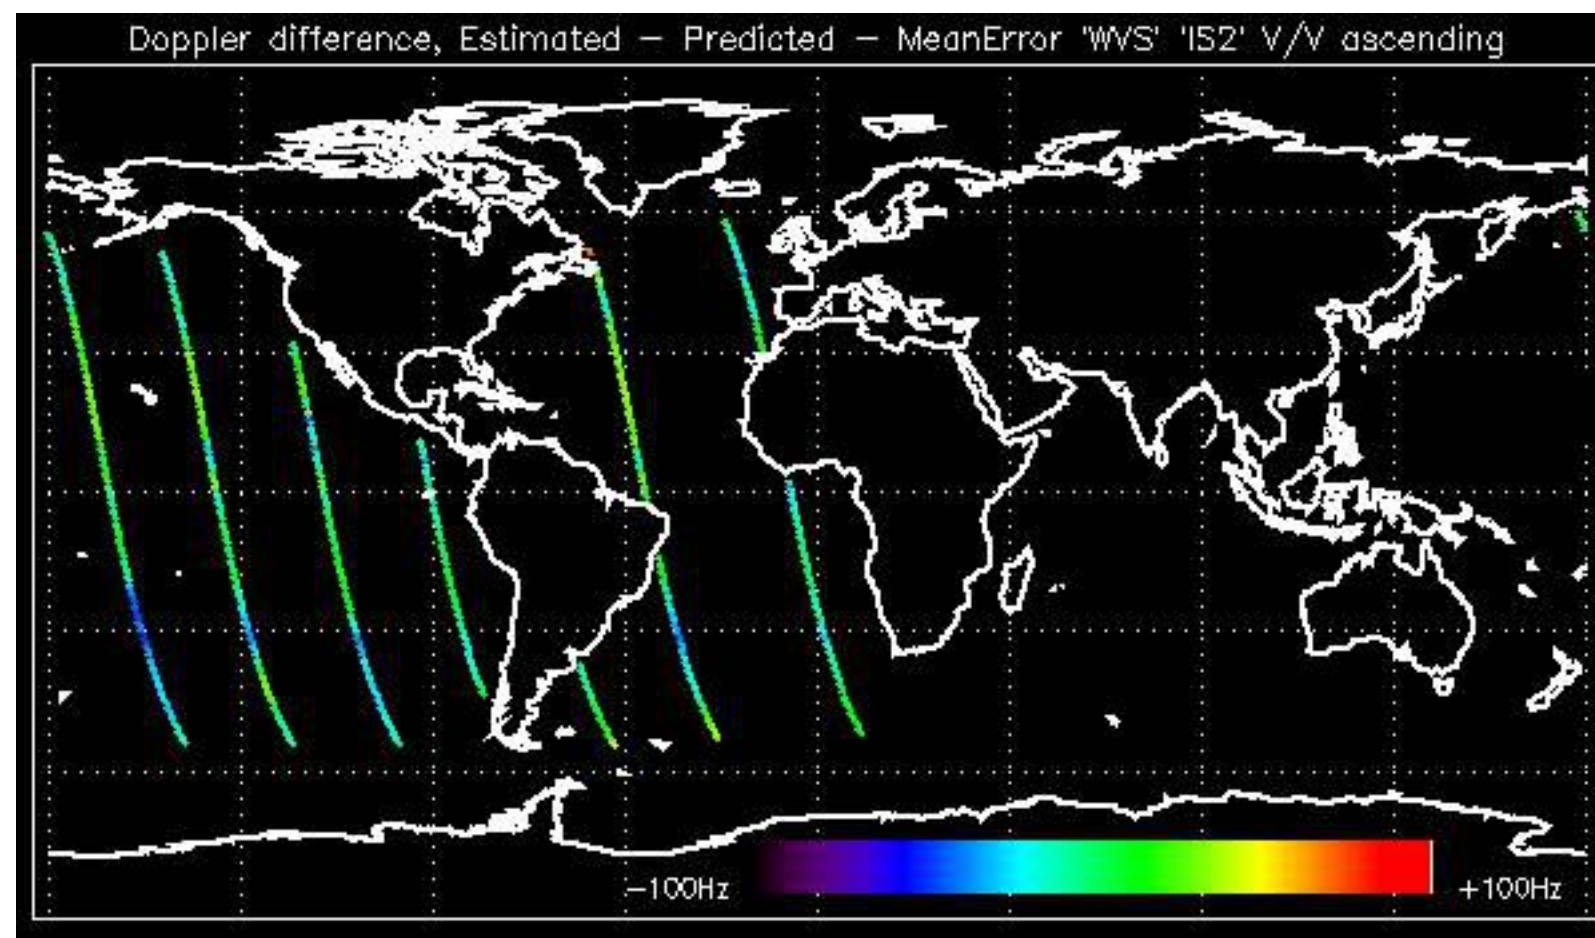 Doppler difference, Estimated - Predicted - MeanError 'WVS' 'IS2' V/V ascending
-100Hz
+100Hz